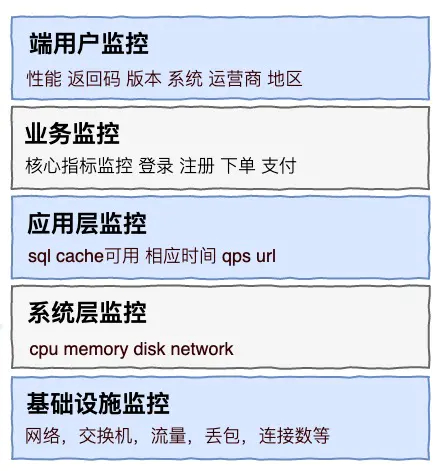 端用户监控
性能 返回码 版本 系统 运营商 地区
业务监控
核心指标监控 登录 注册 下单 支付
应用层监控
sql cache可用 相应时间 qps url
系统层监控
cpu memory disk network
基础设施监控
网络，交换机，流量，丢包，连接数等